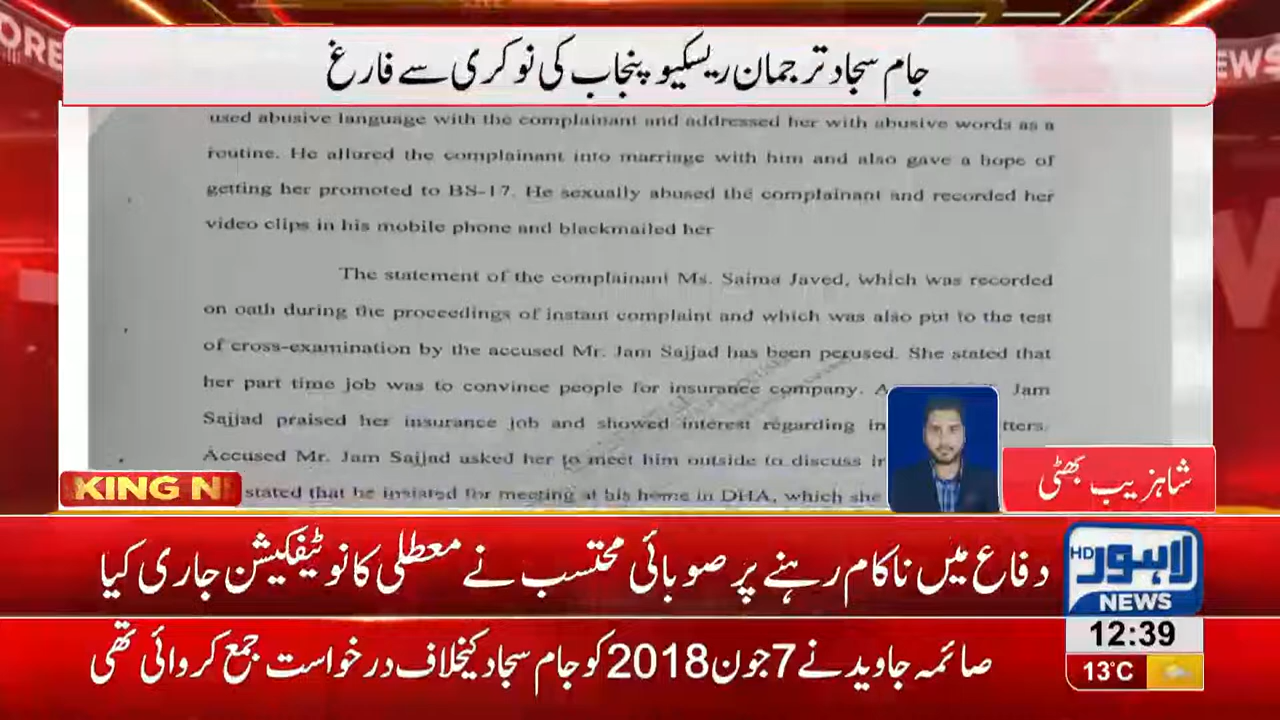 جام سجاد ترجمان ریسکیو پنجاب کی نوکری سے فارغ
used abusive language with the complainant and addressed her with abusive words as a
routine. He allured the complainant into marriage with him and also gave a hope of
getting her promoted to BS-17. He sexually abused the complainant and recorded her
video clips in his mobile phone and blackmailed her
The statement of the complainant Ms. Saima Javed, which was recorded
on oath during the proceedings of instant complaint and which was also put to the test
of cross-examination by the accused Mr. Jam Sajjad has been perused. She stated that
her part time job was to convince people for insurance company. A Jam
Sajjad praised her insurance job and showed interest regarding in tters.
Accused Mr. Jam Sajjad asked her to meet him outside to discuss ir
stated that he insisted for meeting at his home in DHA, which she
KING N
شاہزیب بھٹی
دفاع میں ناکام رہنے پر صوبائی محتسب نے معطلی کا نوٹیفکیشن جاری کیا
صائمہ جاوید نے 7 جون 2018 کو جام سجاد کیخلاف درخواست جمع کروائی تھی
HD لاہور
NEWS
12:39
13°C
ORE
EWS